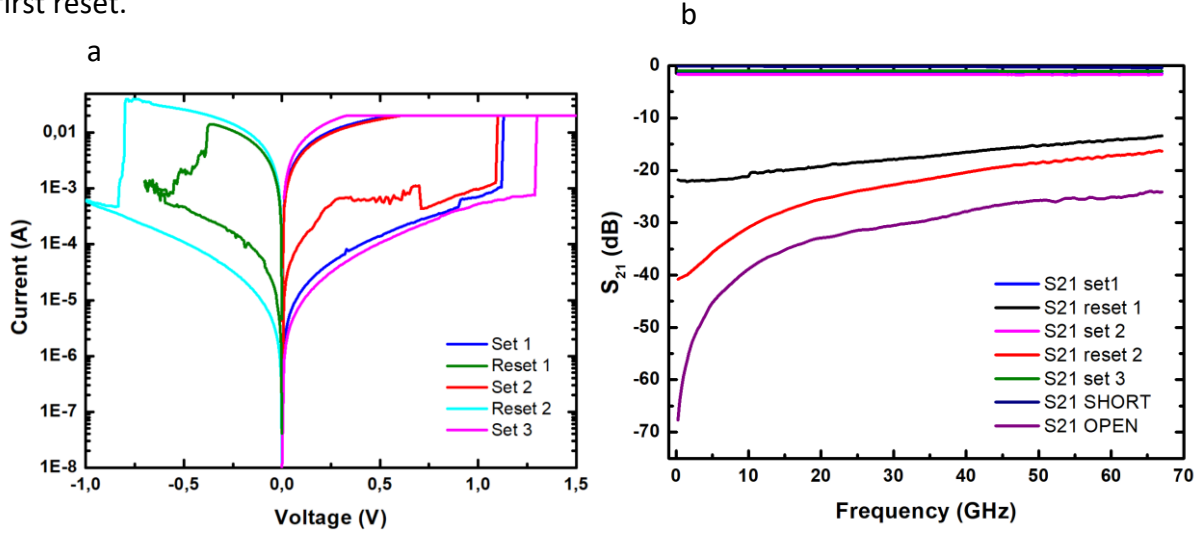 first reset.
a
b
0,01
1E-3
1E-4
1E-5
1E-6
1E-7
1E-8
Current (A)
-1,0
-0,5
0,0
0,5
1,0
1,5
Voltage (V)
Set 1
Reset 1
Set 2
Reset 2
Set 3
0
-10
-20
-30
-40
-50
-60
-70
S21 (dB)
0
10
20
30
40
50
60
70
Frequency (GHz)
S21 set1
S21 reset 1
S21 set 2
S21 reset 2
S21 set 3
S21 SHORT
S21 OPEN